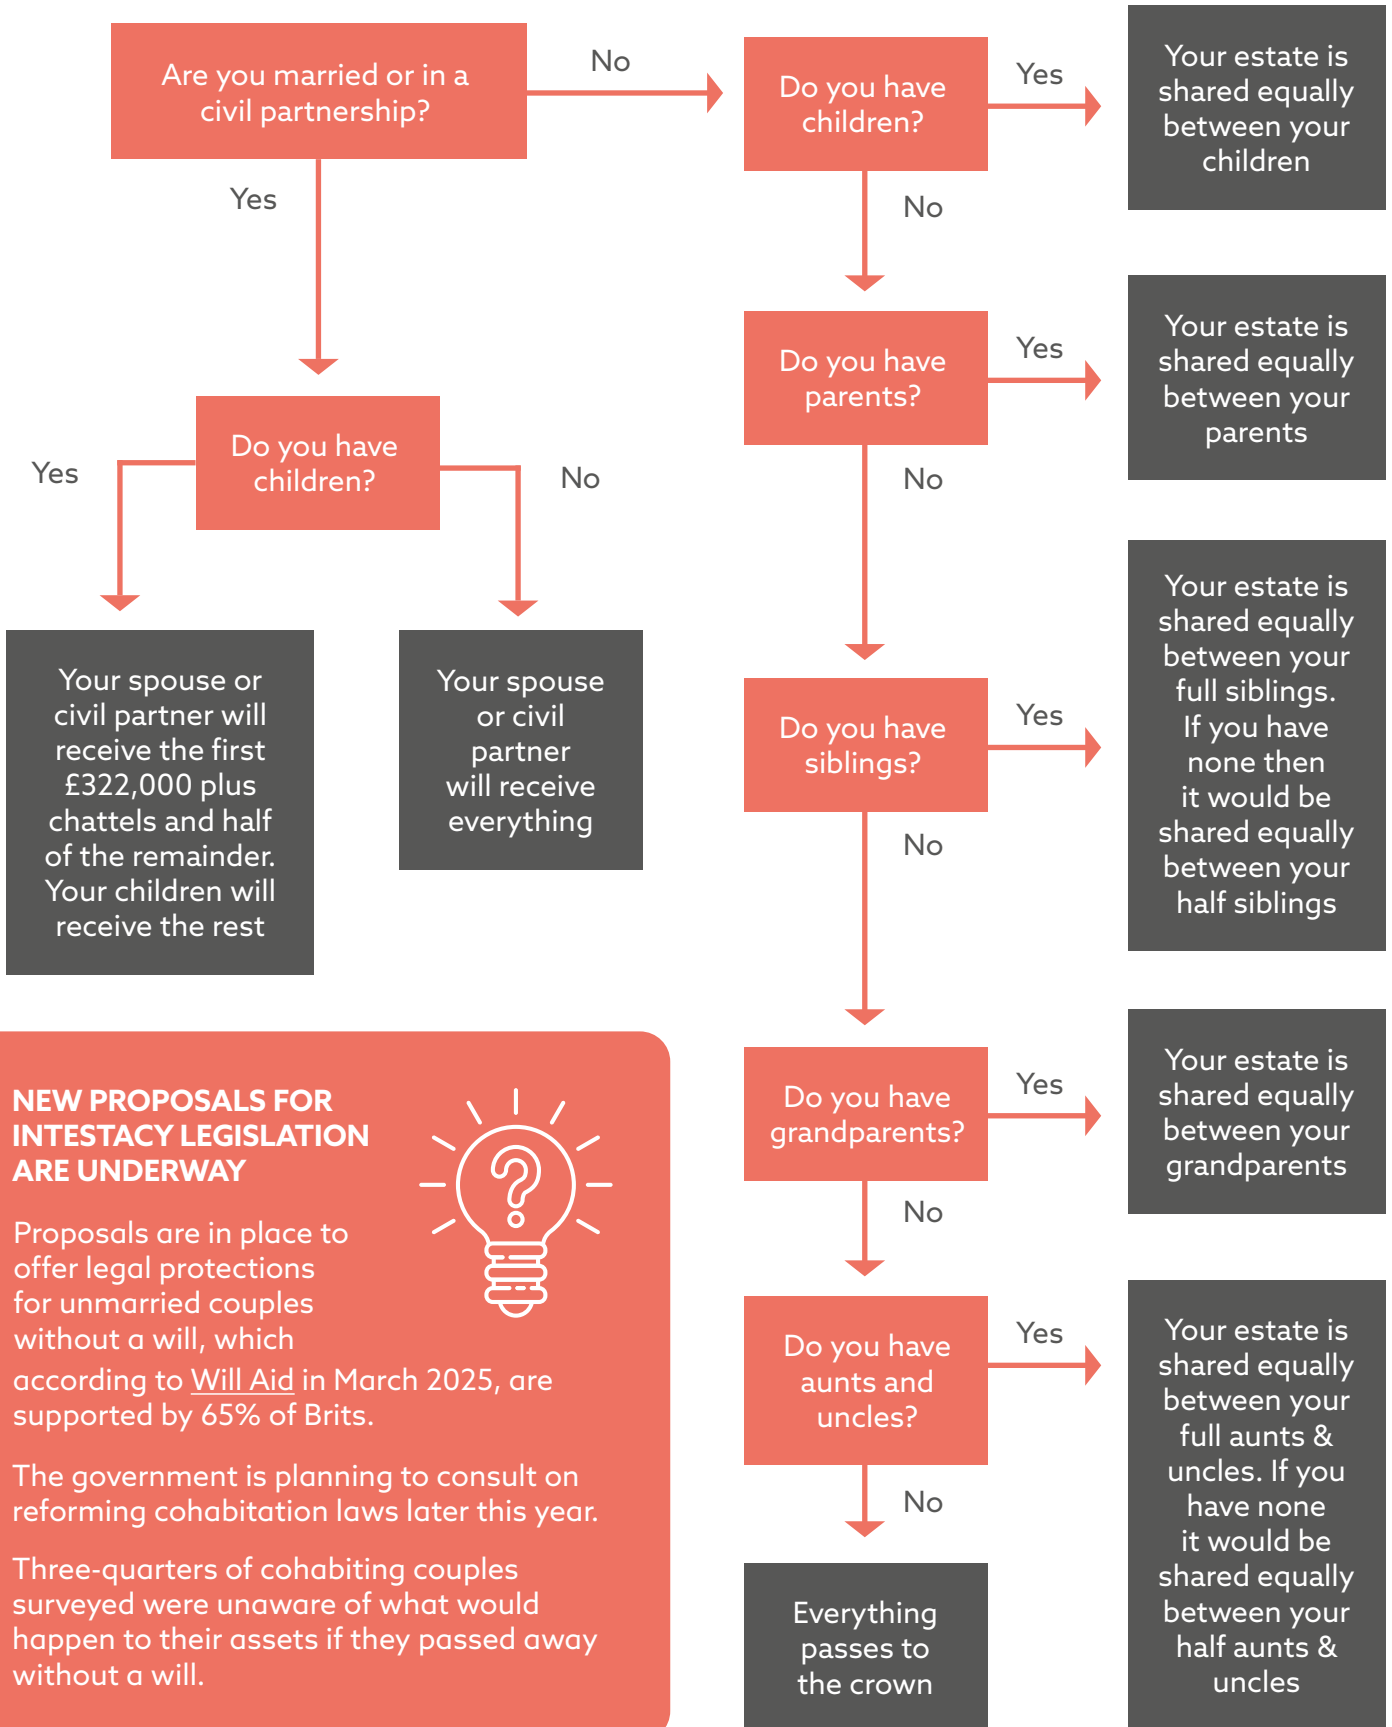 Are you married or in a
civil partnership?
No
Do you have
children?
Yes
Your estate is
shared equally
between your
children
Yes
No
Do you have
parents?
Yes
Your estate is
shared equally
between your
parents
Do you have
children?
Yes
No
No
Your spouse or
civil partner will
receive the first
£322,000 plus
chattels and half
of the remainder.
Your children will
receive the rest
Your spouse
or civil
partner
will receive
everything
Do you have
siblings?
Yes
Your estate is
shared equally
between your
full siblings.
If you have
none then
it would be
shared equally
between your
half siblings
No
Do you have
grandparents?
Yes
Your estate is
shared equally
between your
grandparents
No
Do you have
aunts and
uncles?
Yes
Your estate is
shared equally
between your
full aunts &
uncles. If you
have none
it would be
shared equally
between your
half aunts &
uncles
No
Everything
passes to
the crown
NEW PROPOSALS FOR
INTESTACY LEGISLATION
ARE UNDERWAY
Proposals are in place to
offer legal protections
for unmarried couples
without a will, which
according to Will Aid in March 2025, are
supported by 65% of Brits.
The government is planning to consult on
reforming cohabitation laws later this year.
Three-quarters of cohabiting couples
surveyed were unaware of what would
happen to their assets if they passed away
without a will.